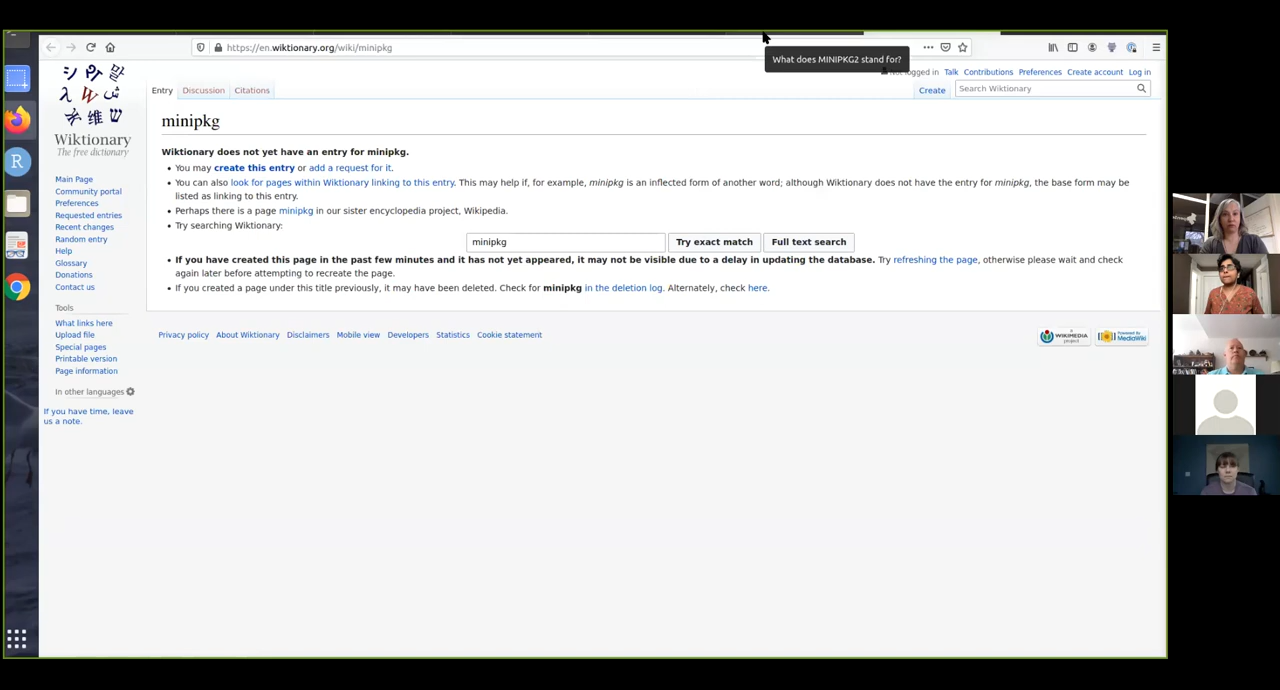 https://en.wiktionary.org/wiki/minipkg
What does MINIPKG2 stand for?
logged in Talk Contributions Preferences Create account Log in
Entry Discussion Citations
Create
Search Wiktionary
Wiktionary
The free dictionary
Main Page
Community portal
Preferences
Requested entries
Recent changes
Random entry
Help
Glossary
Donations
Contact us
Tools
What links here
Upload file
Special pages
Printable version
Page information
In other languages
If you have time, leave
us a note.
minipkg
Wiktionary does not yet have an entry for minipkg.
You may create this entry or add a request for it.
You can also look for pages within Wiktionary linking to this entry. This may help if, for example, minipkg is an inflected form of another word; although Wiktionary does not have the entry for minipkg, the base form may be
listed as linking to this entry.
Perhaps there is a page minipkg in our sister encyclopedia project, Wikipedia.
Try searching Wiktionary:
minipkg
Try exact match
Full text search
If you have created this page in the past few minutes and it has not yet appeared, it may not be visible due to a delay in updating the database. Try refreshing the page, otherwise please wait and check
again later before attempting to recreate the page.
If you created a page under this title previously, it may have been deleted. Check for minipkg in the deletion log. Alternately, check here.
Privacy policy About Wiktionary Disclaimers Mobile view Developers Statistics Cookie statement
WIKIMEDIA
project
Powered by
MediaWiki
R